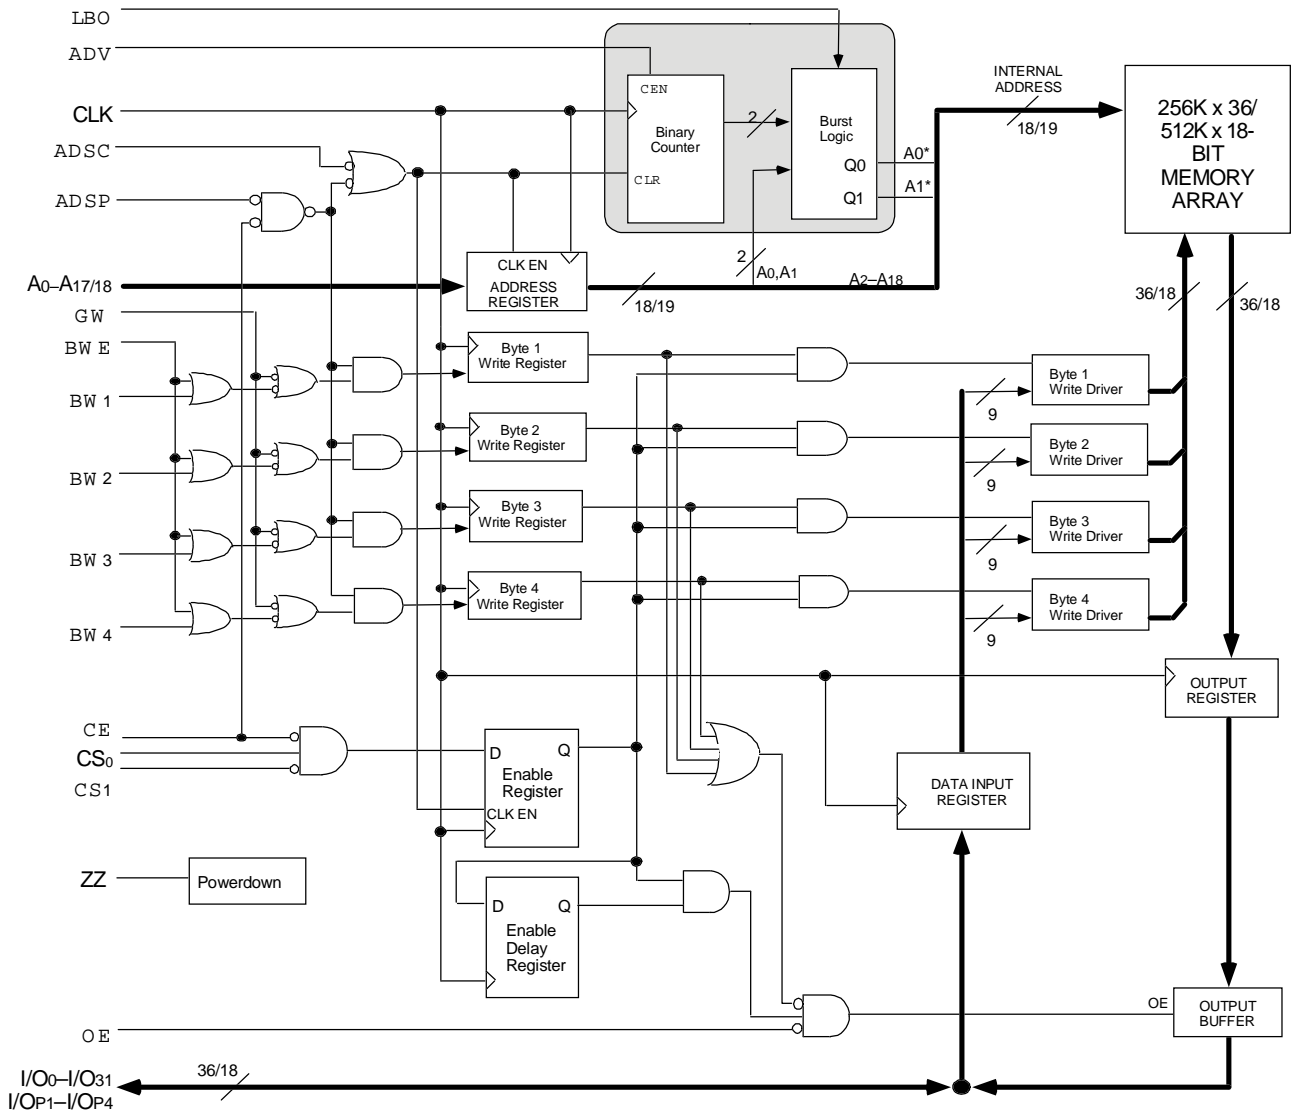 LBO
ADV
CLK
ADSC
ADSP
A0–A17/18
GW
BWE
BW1
BW2
BW3
BW4
CE
CS0
CS1
ZZ
OE
I/O0–I/O31
I/OP1–I/OP4
CEN
Binary
Counter
CLR
2
Burst
Logic
Q0
Q1
A0*
A1*
2
A0,A1
A2–A18
INTERNAL
ADDRESS
18/19
256K x 36/
512K x 18-
BIT
MEMORY
ARRAY
CLK EN
ADDRESS
REGISTER
18/19
36/18
36/18
Byte 1
Write Register
Byte 2
Write Register
Byte 3
Write Register
Byte 4
Write Register
9
Byte 1
Write Driver
9
Byte 2
Write Driver
9
Byte 3
Write Driver
9
Byte 4
Write Driver
OUTPUT
REGISTER
D Q
Enable
Register
CLK EN
DATA INPUT
REGISTER
Powerdown
D Q
Enable
Delay
Register
OE
OUTPUT
BUFFER
36/18